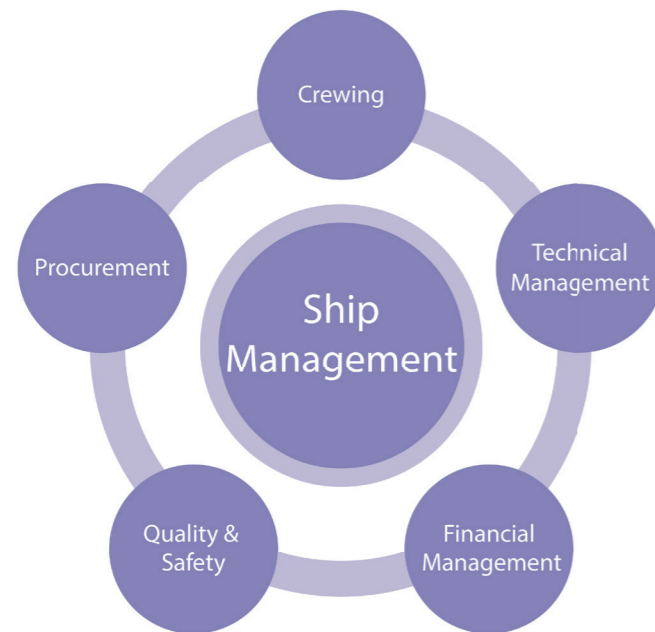 Crewing
Technical
Management
Financial
Management
Quality &
Safety
Procurement
Ship
Management